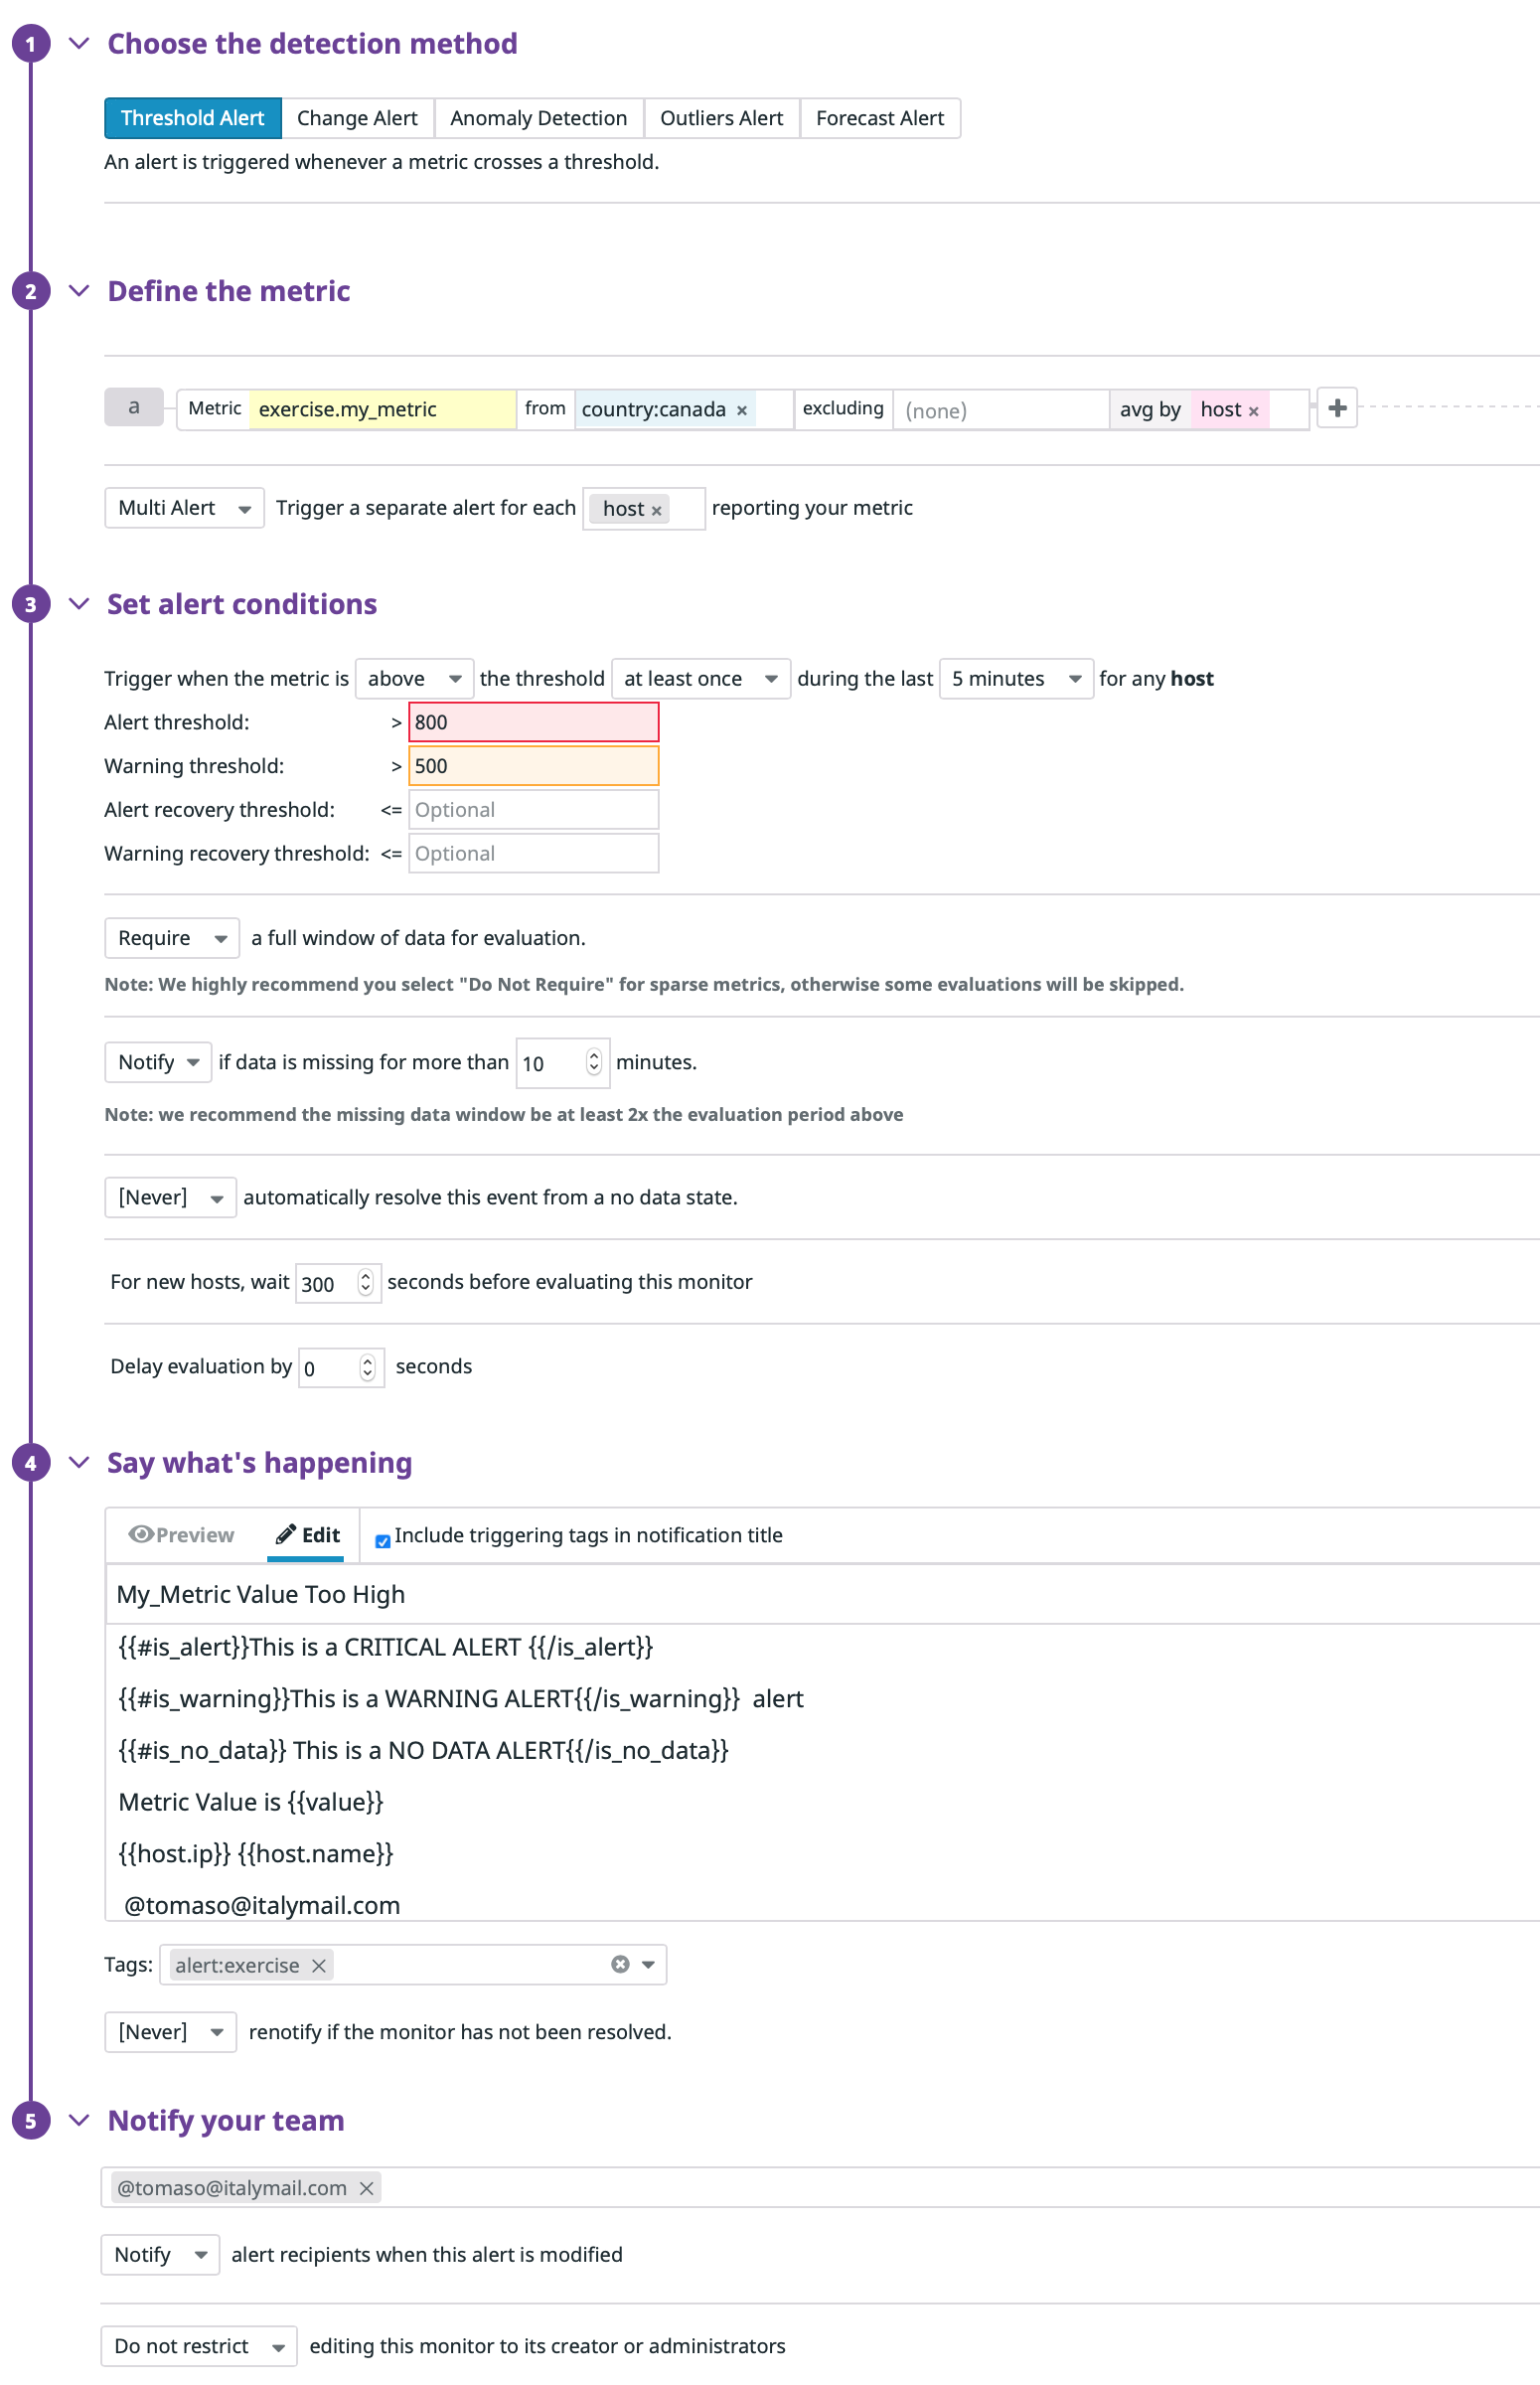 1 Choose the detection method
Threshold Alert Change Alert Anomaly Detection Outliers Alert Forecast Alert
An alert is triggered whenever a metric crosses a threshold.
2 Define the metric
a Metric exercise.my_metric from country:canada × excluding (none) avg by host ×
Multi Alert Trigger a separate alert for each host × reporting your metric
3 Set alert conditions
Trigger when the metric is above the threshold at least once during the last 5 minutes for any host
Alert threshold: > 800
Warning threshold: > 500
Alert recovery threshold: <= Optional
Warning recovery threshold: <= Optional
Require a full window of data for evaluation.
Note: We highly recommend you select "Do Not Require" for sparse metrics, otherwise some evaluations will be skipped.
Notify if data is missing for more than 10 minutes.
Note: we recommend the missing data window be at least 2x the evaluation period above
[Never] automatically resolve this event from a no data state.
For new hosts, wait 300 seconds before evaluating this monitor
Delay evaluation by 0 seconds
4 Say what's happening
Preview Edit Include triggering tags in notification title
My_Metric Value Too High
{{#is_alert}}This is a CRITICAL ALERT {{/is_alert}}
{{#is_warning}}This is a WARNING ALERT{{/is_warning}}  alert
{{#is_no_data}} This is a NO DATA ALERT{{/is_no_data}}
Metric Value is {{value}}
{{host.ip}} {{host.name}}
@tomaso@italymail.com
Tags: alert:exercise
[Never] renotify if the monitor has not been resolved.
5 Notify your team
@tomaso@italymail.com
Notify alert recipients when this alert is modified
Do not restrict editing this monitor to its creator or administrators